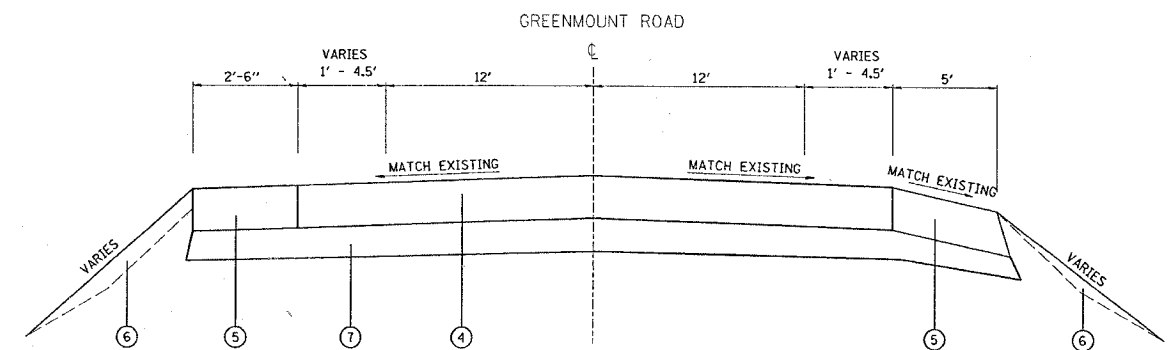 GREENMOUNT ROAD
℄
VARIES
VARIES
2'-6"
1' - 4.5'
12'
12'
1' - 4.5'
5'
MATCH EXISTING
MATCH EXISTING
MATCH EXISTING
VARIES
VARIES
6
5
7
4
5
6